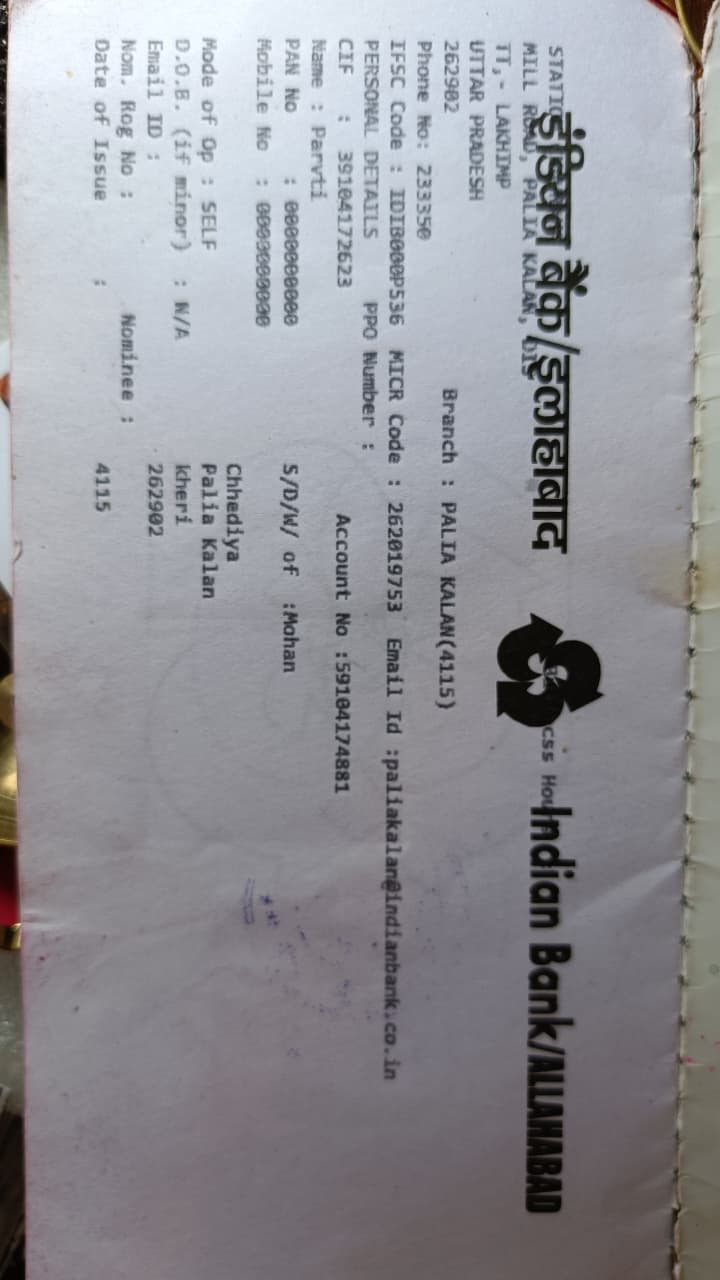 इंडियन बैंक/इलाहाबाद Indian Bank/ALLAHABAD
MILL ROAD, PALIA KALAN, DIS
TT,- LAKHIMP
UTTAR PRADESH
262902 Branch : PALIA KALAN(4115)
Phone No: 233350
IFSC Code : IDIB000P536 MICR Code : 262019753 Email Id :paliakalan@indianbank.co.in
PERSONAL DETAILS PPO Number :
CIF : 39104172623 Account No :59104174881
Name : Parvti
PAN No : 0000000000 S/D/W/ of :Mohan
Mobile No : 0000000000
Chhediya
Mode of Op : SELF Palia Kalan
D.O.B. (if minor) : N/A kheri
Email ID : 262902
Nom. Rog No : Nominee :
Date of Issue : 4115